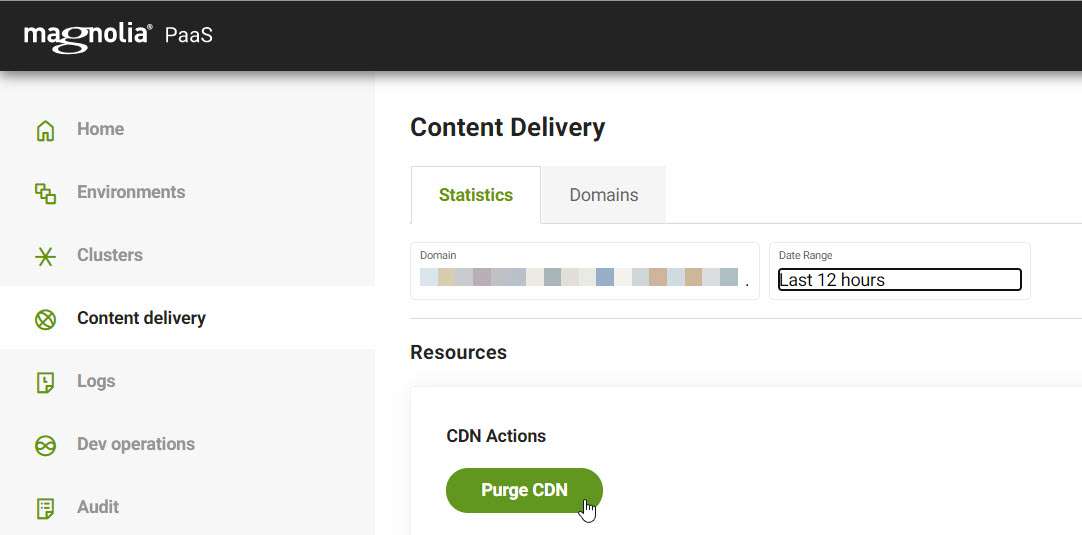 magnolia® PaaS
Home
Environments
Clusters
Content delivery
Logs
Dev operations
Audit
Content Delivery
Statistics
Domains
Domain
.
Date Range
Last 12 hours
Resources
CDN Actions
Purge CDN